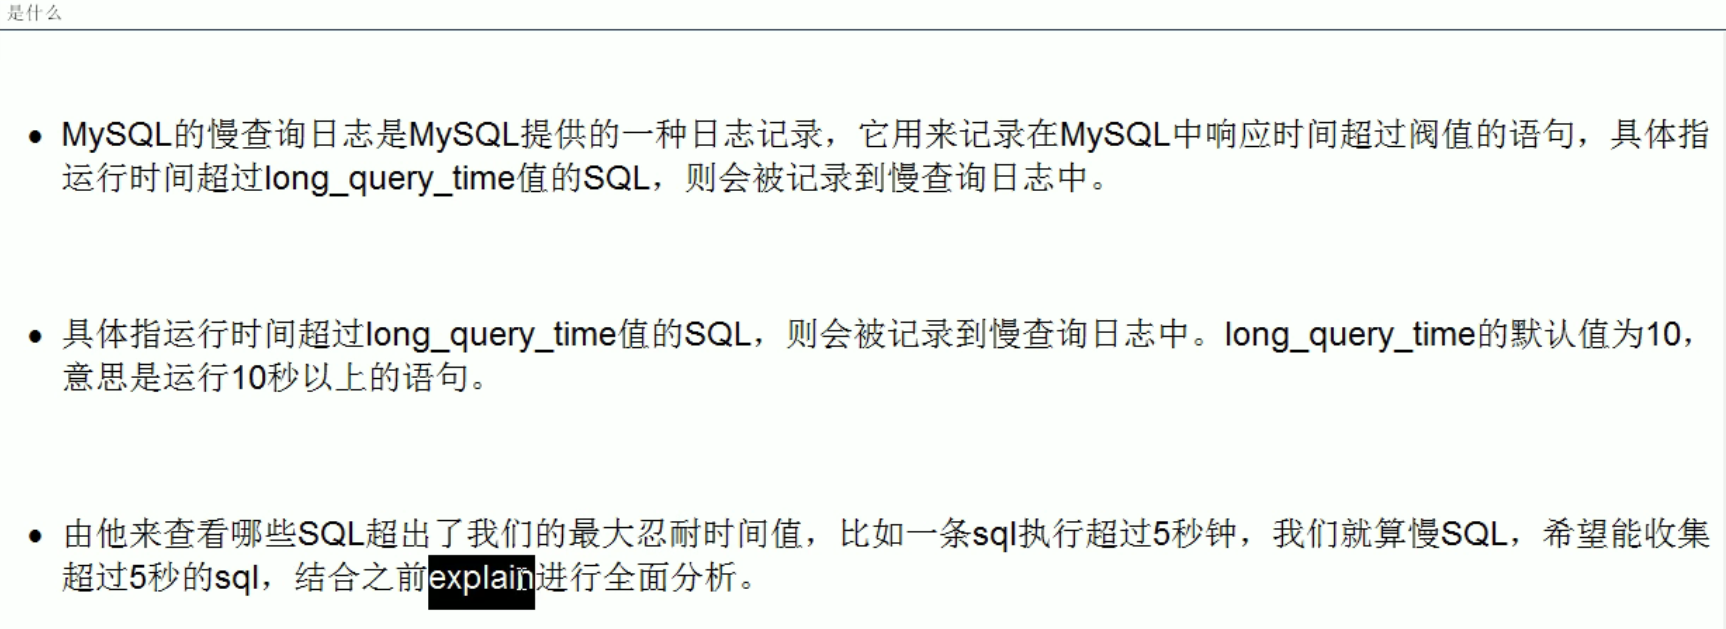 是什么
● MySQL的慢查询日志是MySQL提供的一种日志记录，它用来记录在MySQL中响应时间超过阀值的语句，具体指
运行时间超过long_query_time值的SQL，则会被记录到慢查询日志中。
● 具体指运行时间超过long_query_time值的SQL，则会被记录到慢查询日志中。long_query_time的默认值为10，
意思是运行10秒以上的语句。
● 由他来查看哪些SQL超出了我们的最大忍耐时间值，比如一条sql执行超过5秒钟，我们就算慢SQL，希望能收集
超过5秒的sql，结合之前explain进行全面分析。